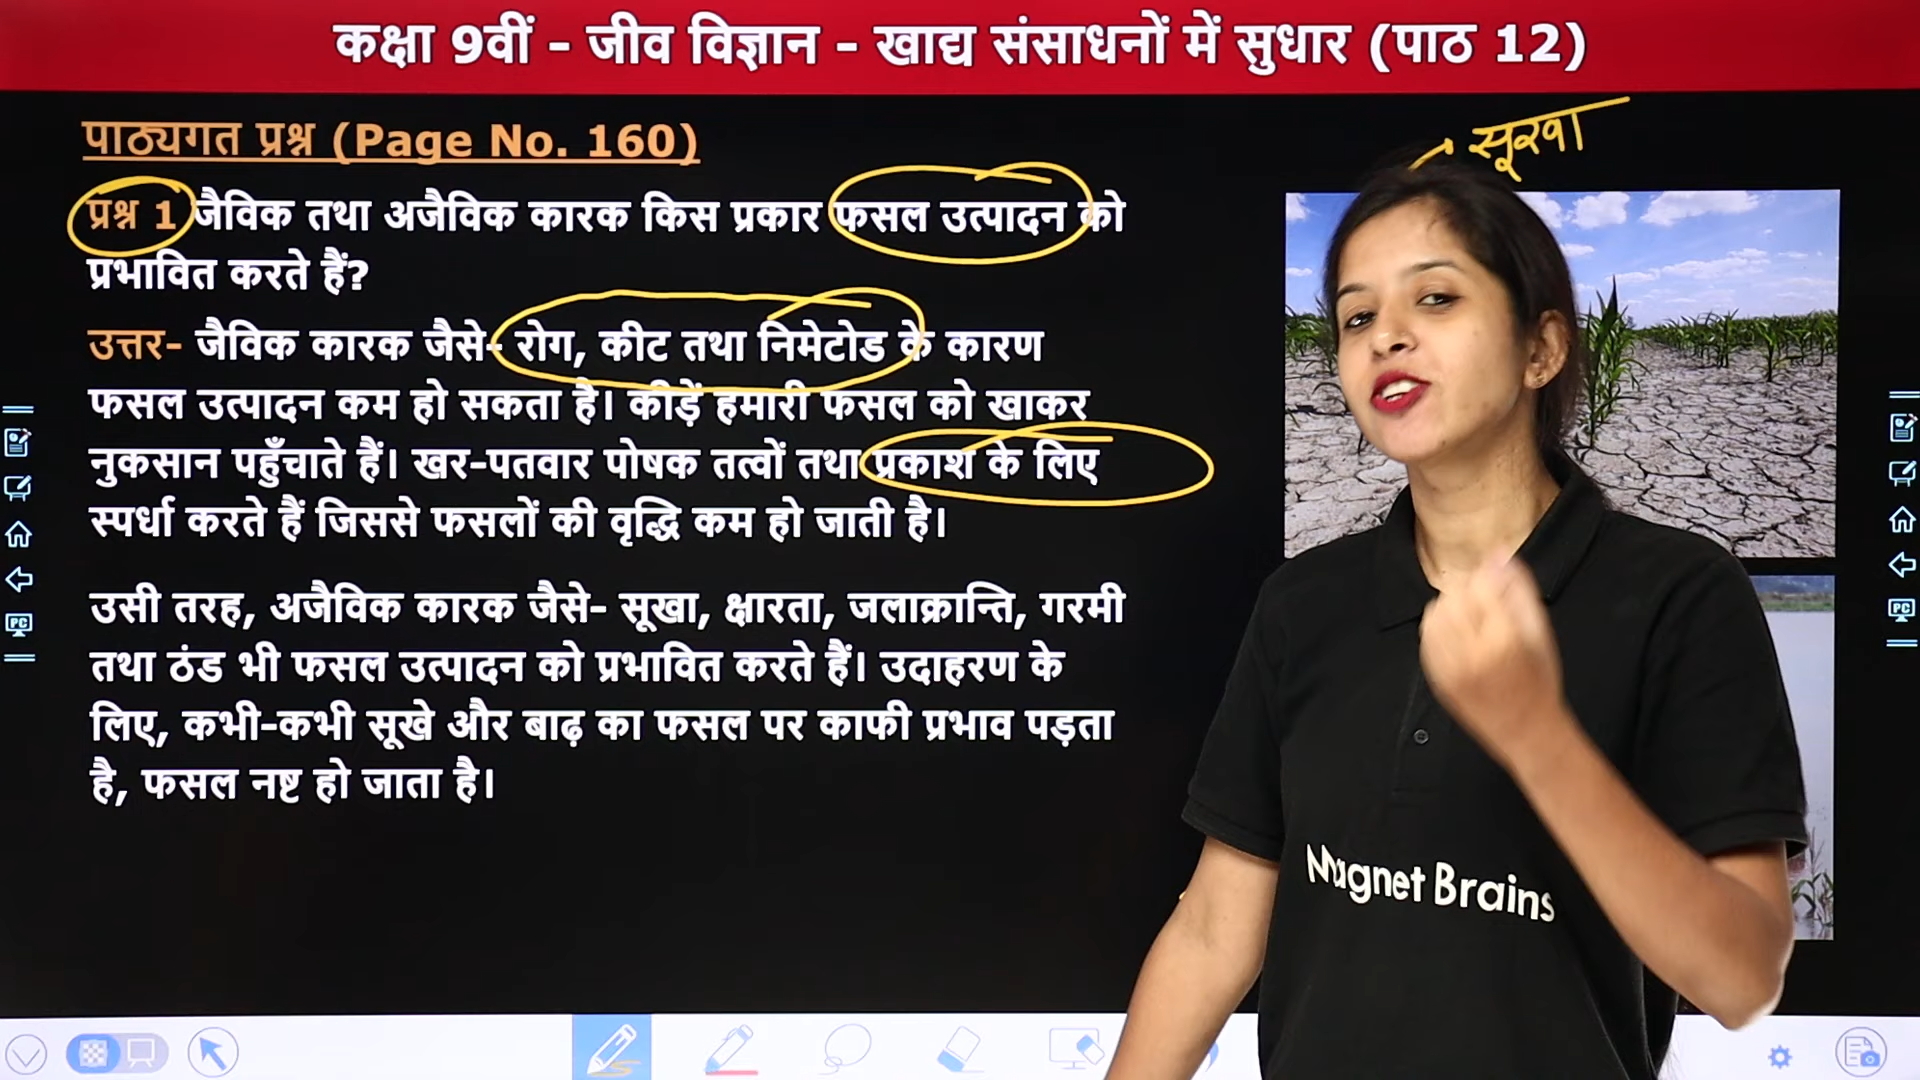 कक्षा 9वीं - जीव विज्ञान - खाद्य संसाधनों में सुधार (पाठ 12)
पाठ्यगत प्रश्न (Page No. 160)
सूखा
प्रश्न 1 जैविक तथा अजैविक कारक किस प्रकार फसल उत्पादन को
प्रभावित करते हैं?
उत्तर- जैविक कारक जैसे- रोग, कीट तथा निमेटोड के कारण
फसल उत्पादन कम हो सकता है। कीड़ें हमारी फसल को खाकर
नुकसान पहुँचाते हैं। खर-पतवार पोषक तत्वों तथा प्रकाश के लिए
स्पर्धा करते हैं जिससे फसलों की वृद्धि कम हो जाती है।
उसी तरह, अजैविक कारक जैसे- सूखा, क्षारता, जलाक्रान्ति, गरमी
तथा ठंड भी फसल उत्पादन को प्रभावित करते हैं। उदाहरण के
लिए, कभी-कभी सूखे और बाढ़ का फसल पर काफी प्रभाव पड़ता
है, फसल नष्ट हो जाता है।
Magnet Brains
PC
PC